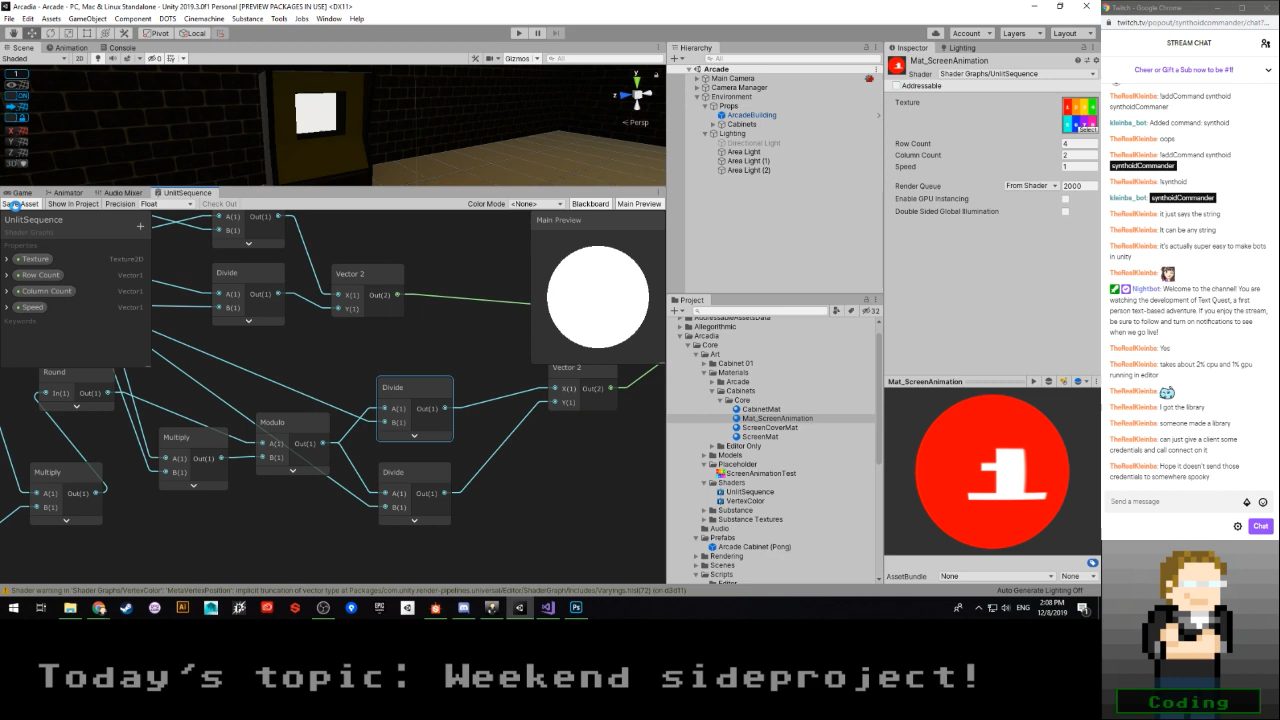 Arcadia - Arcade - PC, Mac & Linux Standalone - Unity 2019.3.0f1 Personal [PREVIEW PACKAGES IN USE] <DX11>
File Edit Assets GameObject Component DOTS Cinemachine Substance Tools Jobs Window Help
Pivot Local
Account Layers Layout
Scene Animation Console
Shaded 2D Gizmos All
Persp
Game Animator Audio Mixer UnlitSequence
Save Asset Show In Project Precision Float Check Out Color Mode <None> Blackboard Main Preview
UnlitSequence
Shader Graphs
Properties
Texture Texture2D
Row Count Vector1
Column Count Vector1
Speed Vector1
Keywords
A(1) Out(1)
B(1)
Divide
A(1) Out(1)
B(1)
Vector 2
X(1) Out(2)
Y(1)
Main Preview
Round
In(1) Out(1)
Multiply
A(1) Out(1)
B(1)
Multiply
A(1) Out(1)
B(1)
Modulo
A(1) Out(1)
B(1)
Divide
A(1) Out(1)
B(1)
Divide
A(1) Out(1)
B(1)
Vector 2
X(1) Out(2)
Y(1)
Hierarchy
All
Arcade
Main Camera
Camera Manager
Environment
Props
ArcadeBuilding
Cabinets
Lighting
Directional Light
Area Light
Area Light (1)
Area Light (2)
Project
32
AddressableAssetsData
Allegorithmic
Arcadia
Core
Art
Cabinet 01
Materials
Arcade
Cabinets
Core
CabinetMat
Mat_ScreenAnimation
ScreenCoverMat
ScreenMat
Editor Only
Models
Placeholder
ScreenAnimationTest
Shaders
UnlitSequence
VertexColor
Substance
Substance Textures
Audio
Prefabs
Arcade Cabinet (Pong)
Rendering
Scenes
Scripts
Inspector Lighting
Mat_ScreenAnimation
Shader Shader Graphs/UnlitSequence
Addressable
Texture
Select
Row Count 4
Column Count 2
Speed 1
Render Queue From Shader 2000
Enable GPU Instancing
Double Sided Global Illumination
Mat_ScreenAnimation
1
AssetBundle None None
Shader warning in 'Shader Graphs/VertexColor': 'MetaVertexPosition': implicit truncation of vector type at Packages/com.unity.render-pipelines.universal/Editor/ShaderGraph/Includes/Varyings.hlsl(72) (on d3d11)
Auto Generate Lighting Off
ENG
2:08 PM
12/8/2019
Twitch - Google Chrome
twitch.tv/popout/synthoidcommander/chat?...
STREAM CHAT
Cheer or Gift a Sub now to be #1!
TheRealKleinba: !addCommand synthoid
synthoidCommaner
kleinba_bot: Added command: synthoid
TheRealKleinba: oops
TheRealKleinba: !addCommand synthoid
synthoidCommander
TheRealKleinba: !synthoid
kleinba_bot: synthoidCommander
TheRealKleinba: it just says the string
TheRealKleinba: It can be any string
TheRealKleinba: it's actually super easy to make bots
in unity
TheRealKleinba:
Nightbot: Welcome to the channel! You are
watching the development of Text Quest, a first
person text-based adventure. If you enjoy the stream,
be sure to follow and turn on notifications to see
when we go live!
TheRealKleinba: Yes
TheRealKleinba: takes about 2% cpu and 1% gpu
running in editor
TheRealKleinba:
TheRealKleinba: I got the library
TheRealKleinba: someone made a library
TheRealKleinba: can just give a client some
credentials and call connect on it
TheRealKleinba: Hope it doesn't send those
credentials to somewhere spooky
Send a message
Chat
Today's topic: Weekend sideproject!
Coding